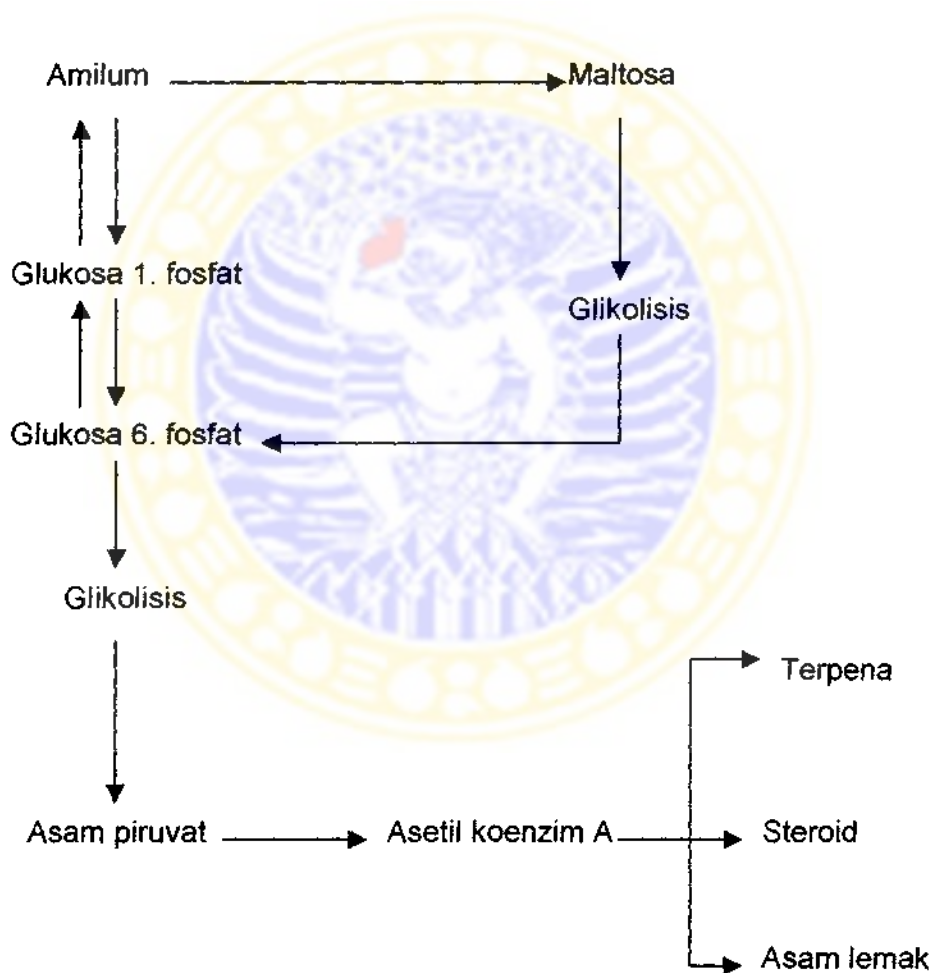 Amilum
Maltosa
Glukosa 1. fosfat
Glikolisis
Glukosa 6. fosfat
Glikolisis
Terpena
Asam piruvat
Asetil koenzim A
Steroid
Asam lemak